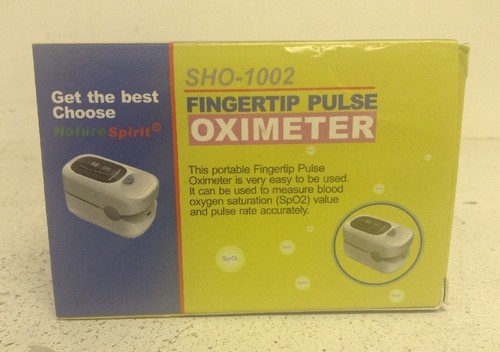 Get the best
Choose
NatureSpirit©
SHO-1002
FINGERTIP PULSE
OXIMETER
This portable Fingertip Pulse
Oximeter is very easy to be used.
It can be used to measure blood
oxygen saturation (SpO2) value
and pulse rate accurately.
SpO₂